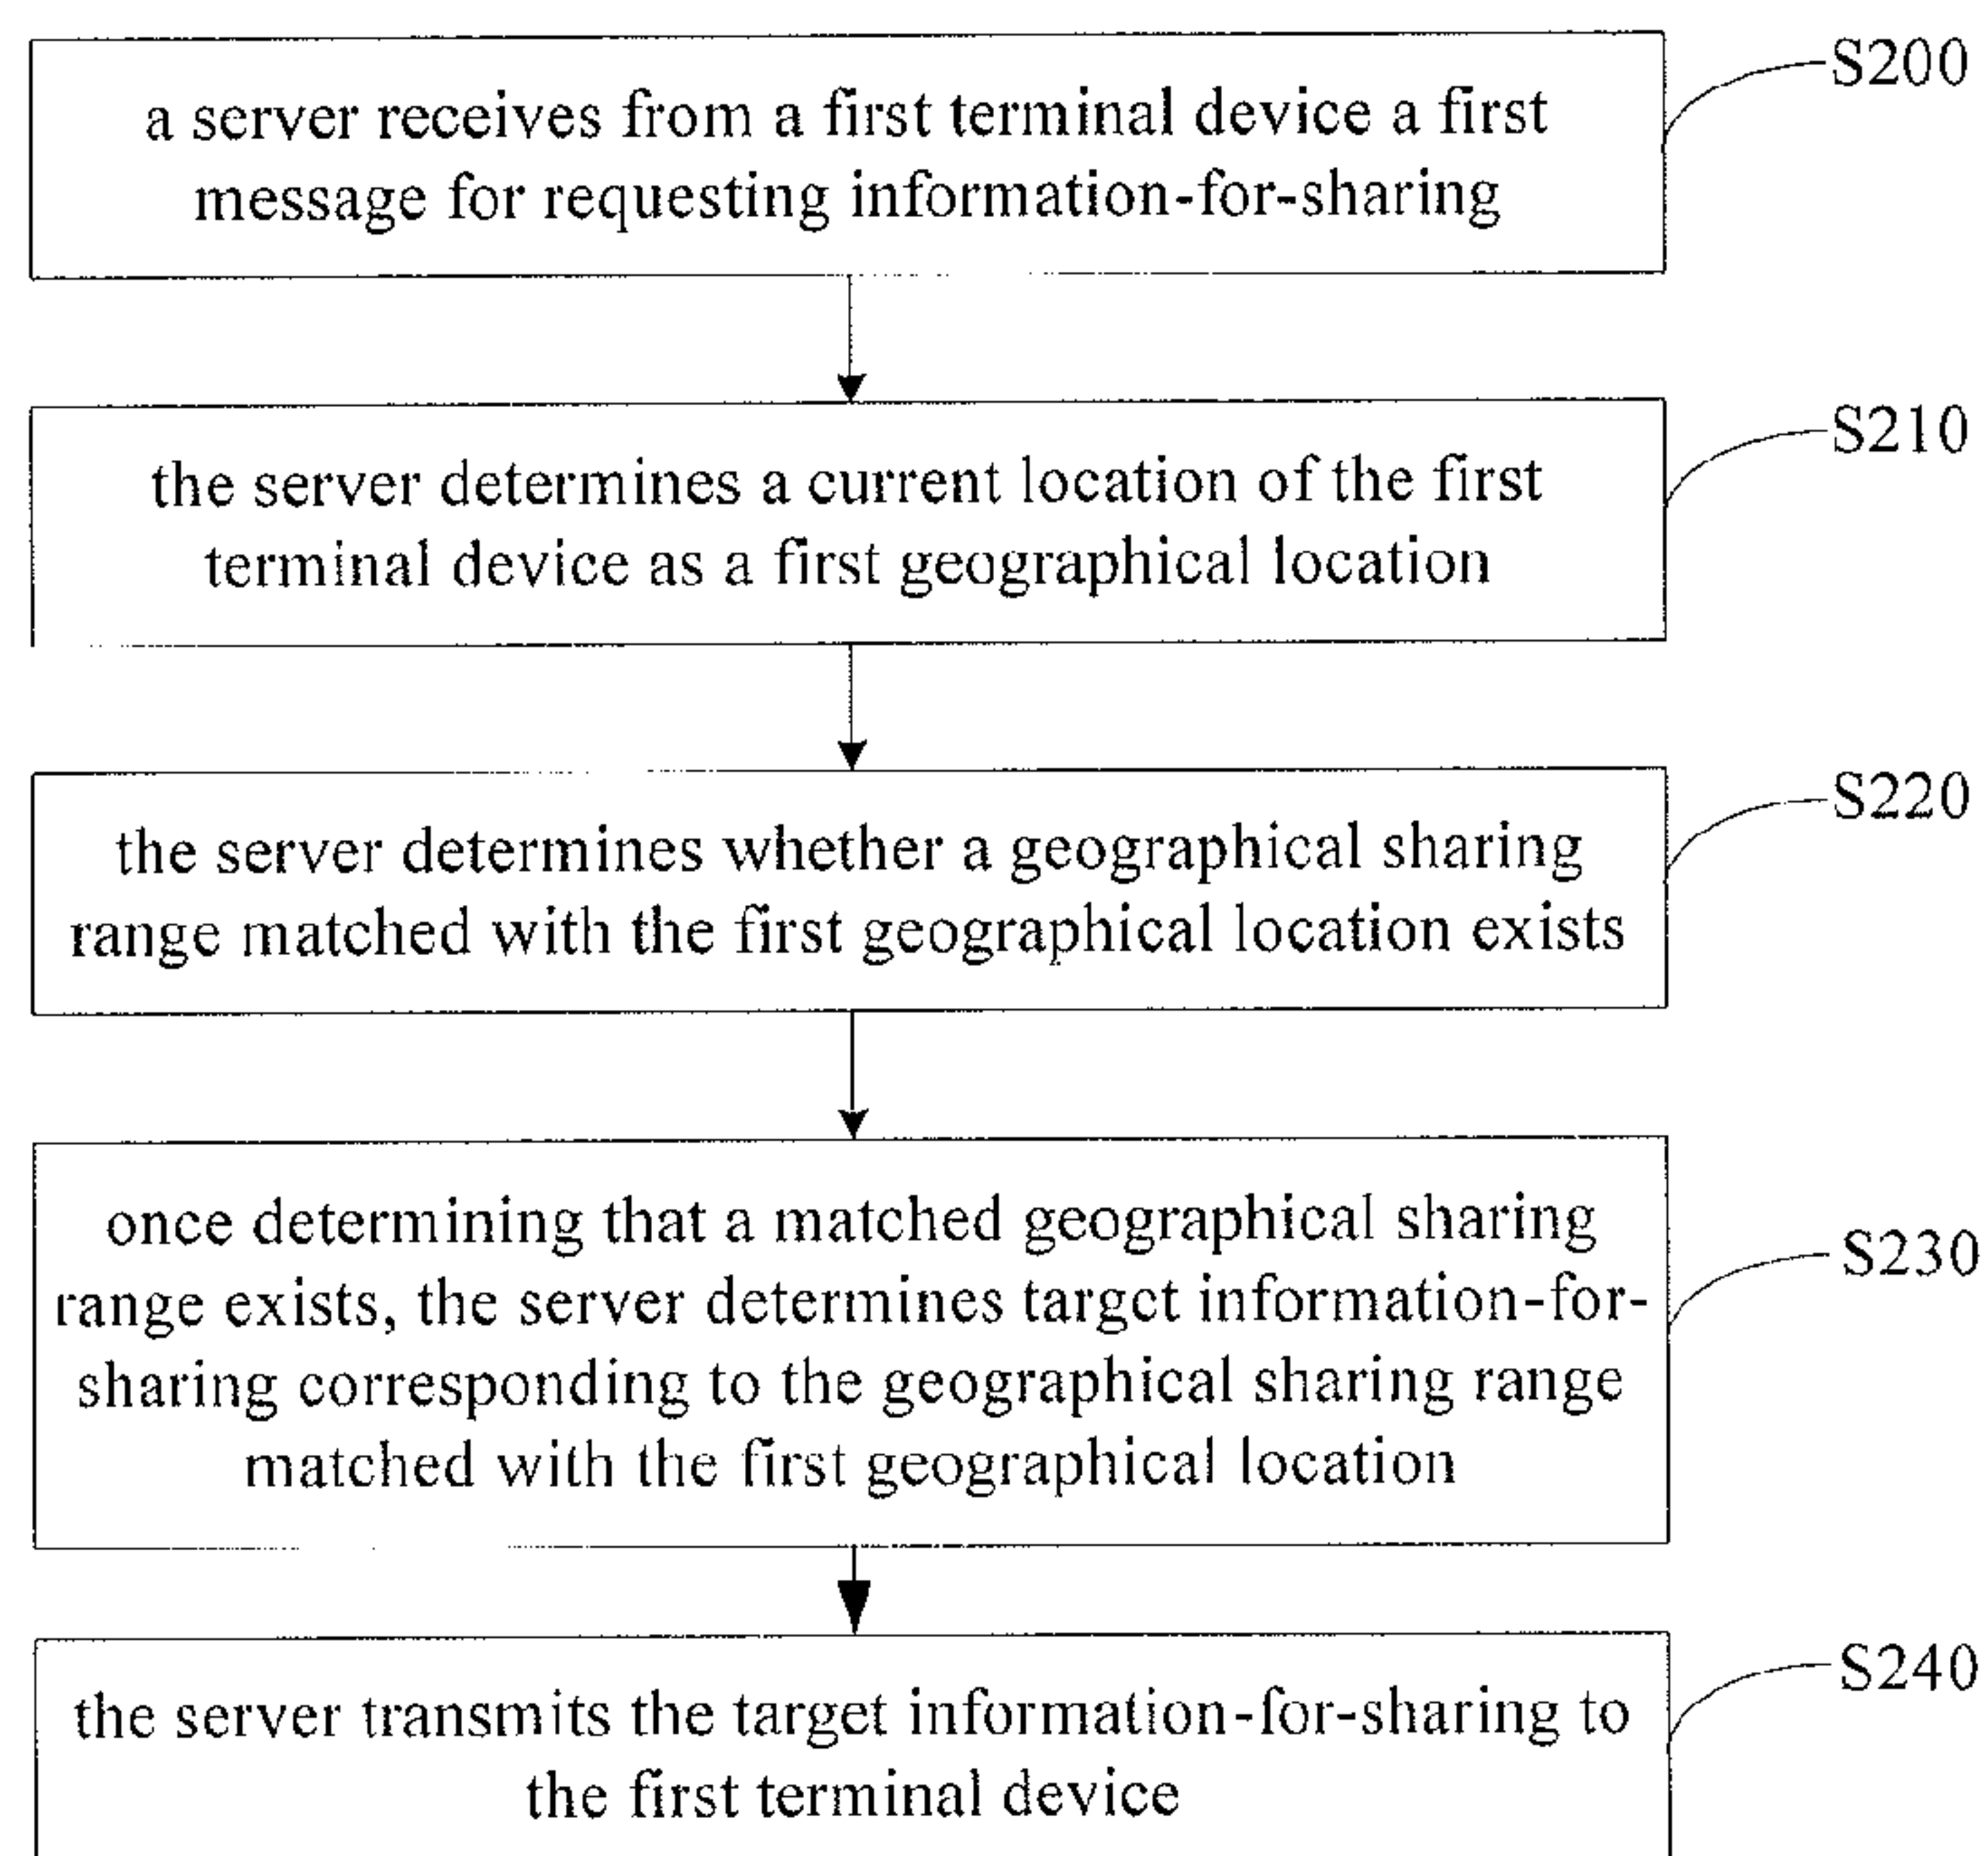 a server receives from a first terminal device a first
message for requesting information-for-sharing
S200
the server determines a current location of the first
terminal device as a first geographical location
S210
the server determines whether a geographical sharing
range matched with the first geographical location exists
S220
once determining that a matched geographical sharing
range exists, the server determines target information-for-
sharing corresponding to the geographical sharing range
matched with the first geographical location
S230
the server transmits the target information-for-sharing to
the first terminal device
S240